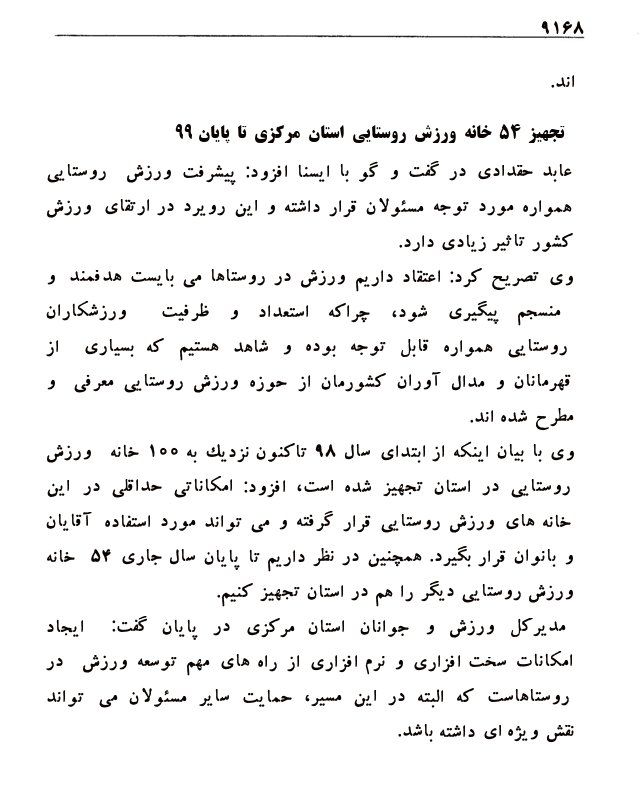 ۹۱۶۸
اند.
تجهیز ۵۴ خانه ورزش روستایی استان مرکزی تا پایان ۹۹
عابد حقدادی در گفت و گو با ایسنا افزود: پیشرفت ورزش روستایی
همواره مورد توجه مسئولان قرار داشته و این رویرد در ارتقای ورزش
کشور تاثیر زیادی دارد.
وی تصریح کرد: اعتقاد داریم ورزش در روستاها می بایست هدفمند و
منسجم پیگیری شود، چراکه استعداد و ظرفیت ورزشکاران
روستایی همواره قابل توجه بوده و شاهد هستیم که بسیاری از
قهرمانان و مدال آوران کشورمان از حوزه ورزش روستایی معرفی و
مطرح شده اند.
وی با بیان اینکه از ابتدای سال ۹۸ تاکنون نزدیك به ۱۰۰ خانه ورزش
روستایی در استان تجهیز شده است، افزود: امکاناتی حداقلی در این
خانه های ورزش روستایی قرار گرفته و می تواند مورد استفاده آقایان
و بانوان قرار بگیرد. همچنین در نظر داریم تا پایان سال جاری ۵۴ خانه
ورزش روستایی دیگر را هم در استان تجهیز کنیم.
مدیرکل ورزش و جوانان استان مرکزی در پایان گفت: ایجاد
امکانات سخت افزاری و نرم افزاری از راه های مهم توسعه ورزش در
روستاهاست که البته در این مسیر، حمایت سایر مسئولان می تواند
نقش ویژه ای داشته باشد.